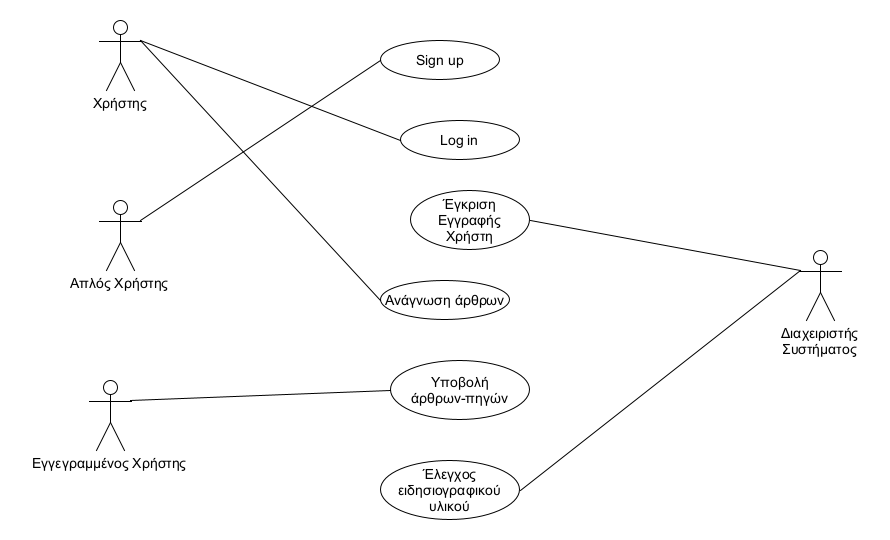 Χρήστης
Sign up
Log in
Έγκριση
Εγγραφής
Χρήστη
Απλός Χρήστης
Ανάγνωση άρθρων
Διαχειριστής
Συστήματος
Υποβολή
άρθρων-πηγών
Εγγεγραμμένος Χρήστης
Έλεγχος
ειδησιογραφικού
υλικού